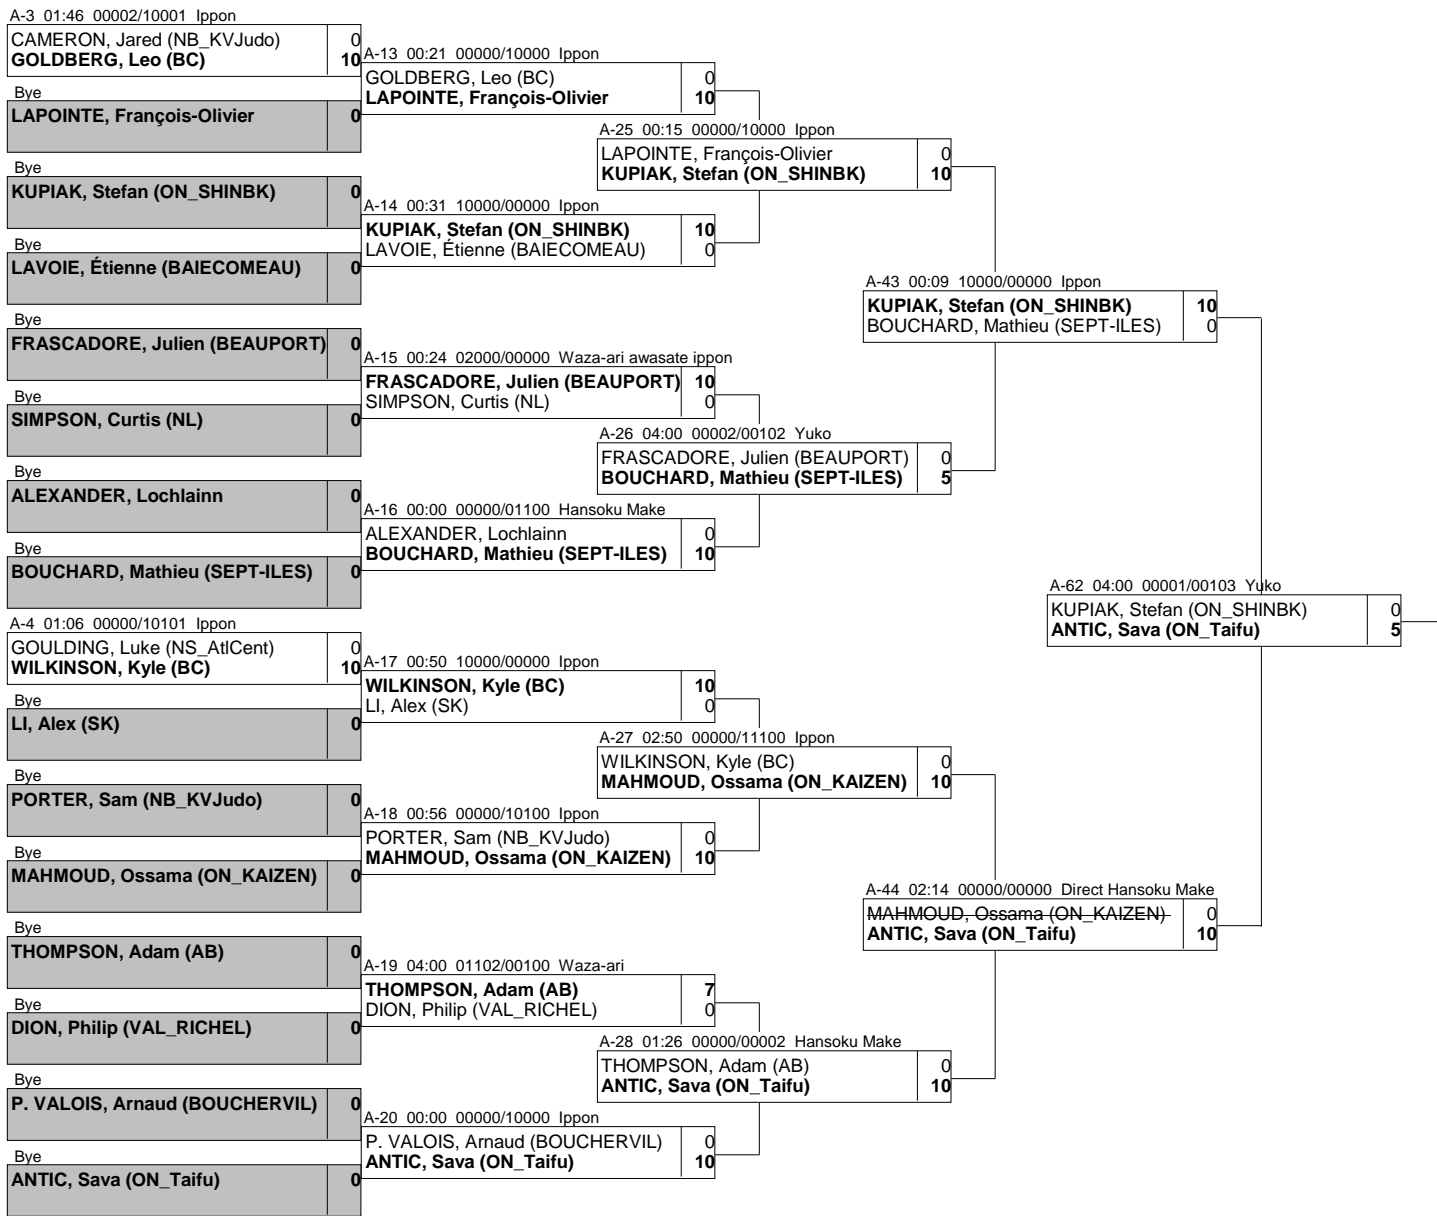 A-3 01:46 00002/10001 Ippon
CAMERON, Jared (NB_KVJudo) 0
GOLDBERG, Leo (BC) 10
Bye
LAPOINTE, François-Olivier 0
Bye
KUPIAK, Stefan (ON_SHINBK) 0
Bye
LAVOIE, Étienne (BAIECOMEAU) 0
Bye
FRASCADORE, Julien (BEAUPORT) 0
Bye
SIMPSON, Curtis (NL) 0
Bye
ALEXANDER, Lochlainn 0
Bye
BOUCHARD, Mathieu (SEPT-ILES) 0
A-4 01:06 00000/10101 Ippon
GOULDING, Luke (NS_AtlCent) 0
WILKINSON, Kyle (BC) 10
Bye
LI, Alex (SK) 0
Bye
PORTER, Sam (NB_KVJudo) 0
Bye
MAHMOUD, Ossama (ON_KAIZEN) 0
Bye
THOMPSON, Adam (AB) 0
Bye
DION, Philip (VAL_RICHEL) 0
Bye
P. VALOIS, Arnaud (BOUCHERVIL) 0
Bye
ANTIC, Sava (ON_Taifu) 0
A-13 00:21 00000/10000 Ippon
GOLDBERG, Leo (BC) 0
LAPOINTE, François-Olivier 10
A-14 00:31 10000/00000 Ippon
KUPIAK, Stefan (ON_SHINBK) 10
LAVOIE, Étienne (BAIECOMEAU) 0
A-15 00:24 02000/00000 Waza-ari awasate ippon
FRASCADORE, Julien (BEAUPORT) 10
SIMPSON, Curtis (NL) 0
A-16 00:00 00000/01100 Hansoku Make
ALEXANDER, Lochlainn 0
BOUCHARD, Mathieu (SEPT-ILES) 10
A-17 00:50 10000/00000 Ippon
WILKINSON, Kyle (BC) 10
LI, Alex (SK) 0
A-18 00:56 00000/10100 Ippon
PORTER, Sam (NB_KVJudo) 0
MAHMOUD, Ossama (ON_KAIZEN) 10
A-19 04:00 01102/00100 Waza-ari
THOMPSON, Adam (AB) 7
DION, Philip (VAL_RICHEL) 0
A-20 00:00 00000/10000 Ippon
P. VALOIS, Arnaud (BOUCHERVIL) 0
ANTIC, Sava (ON_Taifu) 10
A-25 00:15 00000/10000 Ippon
LAPOINTE, François-Olivier 0
KUPIAK, Stefan (ON_SHINBK) 10
A-26 04:00 00002/00102 Yuko
FRASCADORE, Julien (BEAUPORT) 0
BOUCHARD, Mathieu (SEPT-ILES) 5
A-27 02:50 00000/11100 Ippon
WILKINSON, Kyle (BC) 0
MAHMOUD, Ossama (ON_KAIZEN) 10
A-28 01:26 00000/00002 Hansoku Make
THOMPSON, Adam (AB) 0
ANTIC, Sava (ON_Taifu) 10
A-43 00:09 10000/00000 Ippon
KUPIAK, Stefan (ON_SHINBK) 10
BOUCHARD, Mathieu (SEPT-ILES) 0
A-44 02:14 00000/00000 Direct Hansoku Make
MAHMOUD, Ossama (ON_KAIZEN) 0
ANTIC, Sava (ON_Taifu) 10
A-62 04:00 00001/00103 Yuko
KUPIAK, Stefan (ON_SHINBK) 0
ANTIC, Sava (ON_Taifu) 5